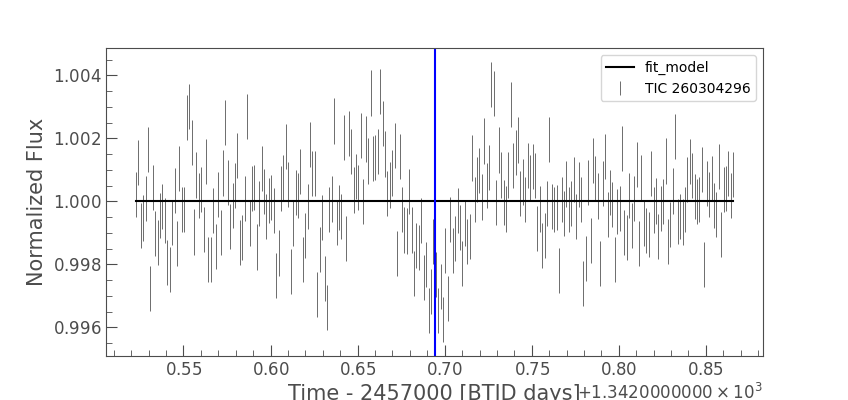 1.004
1.002
1.000
0.998
0.996
Normalized Flux
fit_model
TIC 260304296
0.55 0.60 0.65 0.70 0.75 0.80 0.85
Time - 2457000 [BTJD days]
+1.3420000000 × 10³